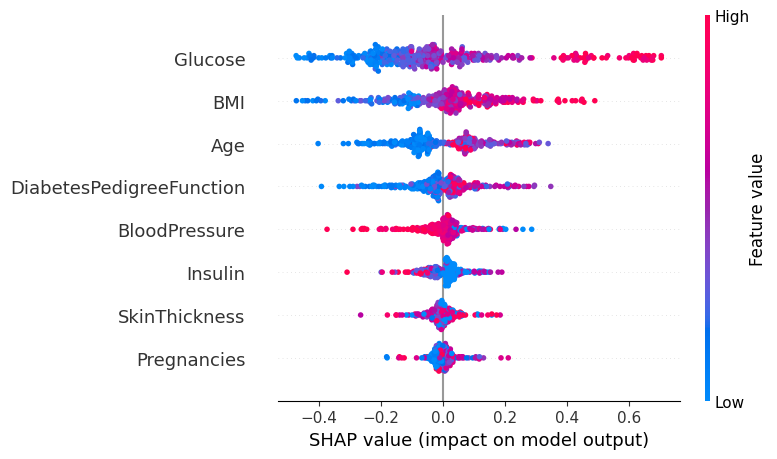 High
Glucose
BMI
Age
DiabetesPedigreeFunction
BloodPressure
Insulin
SkinThickness
Pregnancies
Feature value
Low
−0.4 −0.2 0.0 0.2 0.4 0.6
SHAP value (impact on model output)